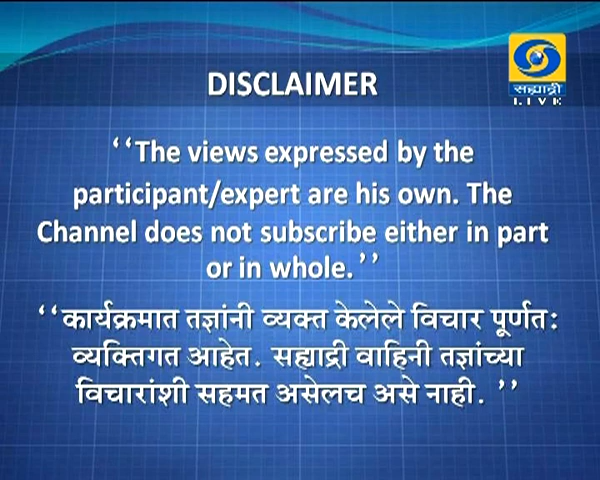 सह्याद्री
LIVE
DISCLAIMER
‘‘The views expressed by the
participant/expert are his own. The
Channel does not subscribe either in part
or in whole.’’
‘‘कार्यक्रमात तज्ञांनी व्यक्त केलेले विचार पूर्णत:
व्यक्तिगत आहेत. सह्याद्री वाहिनी तज्ञांच्या
विचारांशी सहमत असेलच असे नाही. ’’